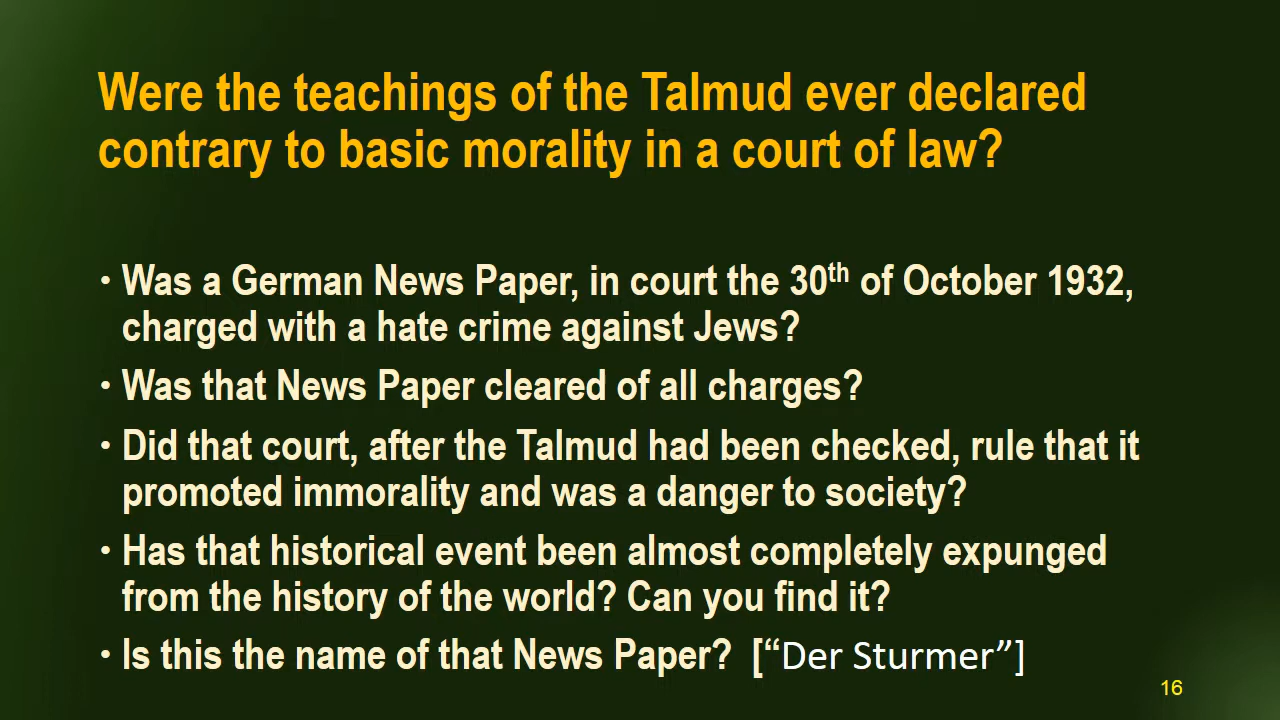 Were the teachings of the Talmud ever declared
contrary to basic morality in a court of law?
• Was a German News Paper, in court the 30th of October 1932,
charged with a hate crime against Jews?
• Was that News Paper cleared of all charges?
• Did that court, after the Talmud had been checked, rule that it
promoted immorality and was a danger to society?
• Has that historical event been almost completely expunged
from the history of the world? Can you find it?
• Is this the name of that News Paper? [“Der Sturmer”]
16